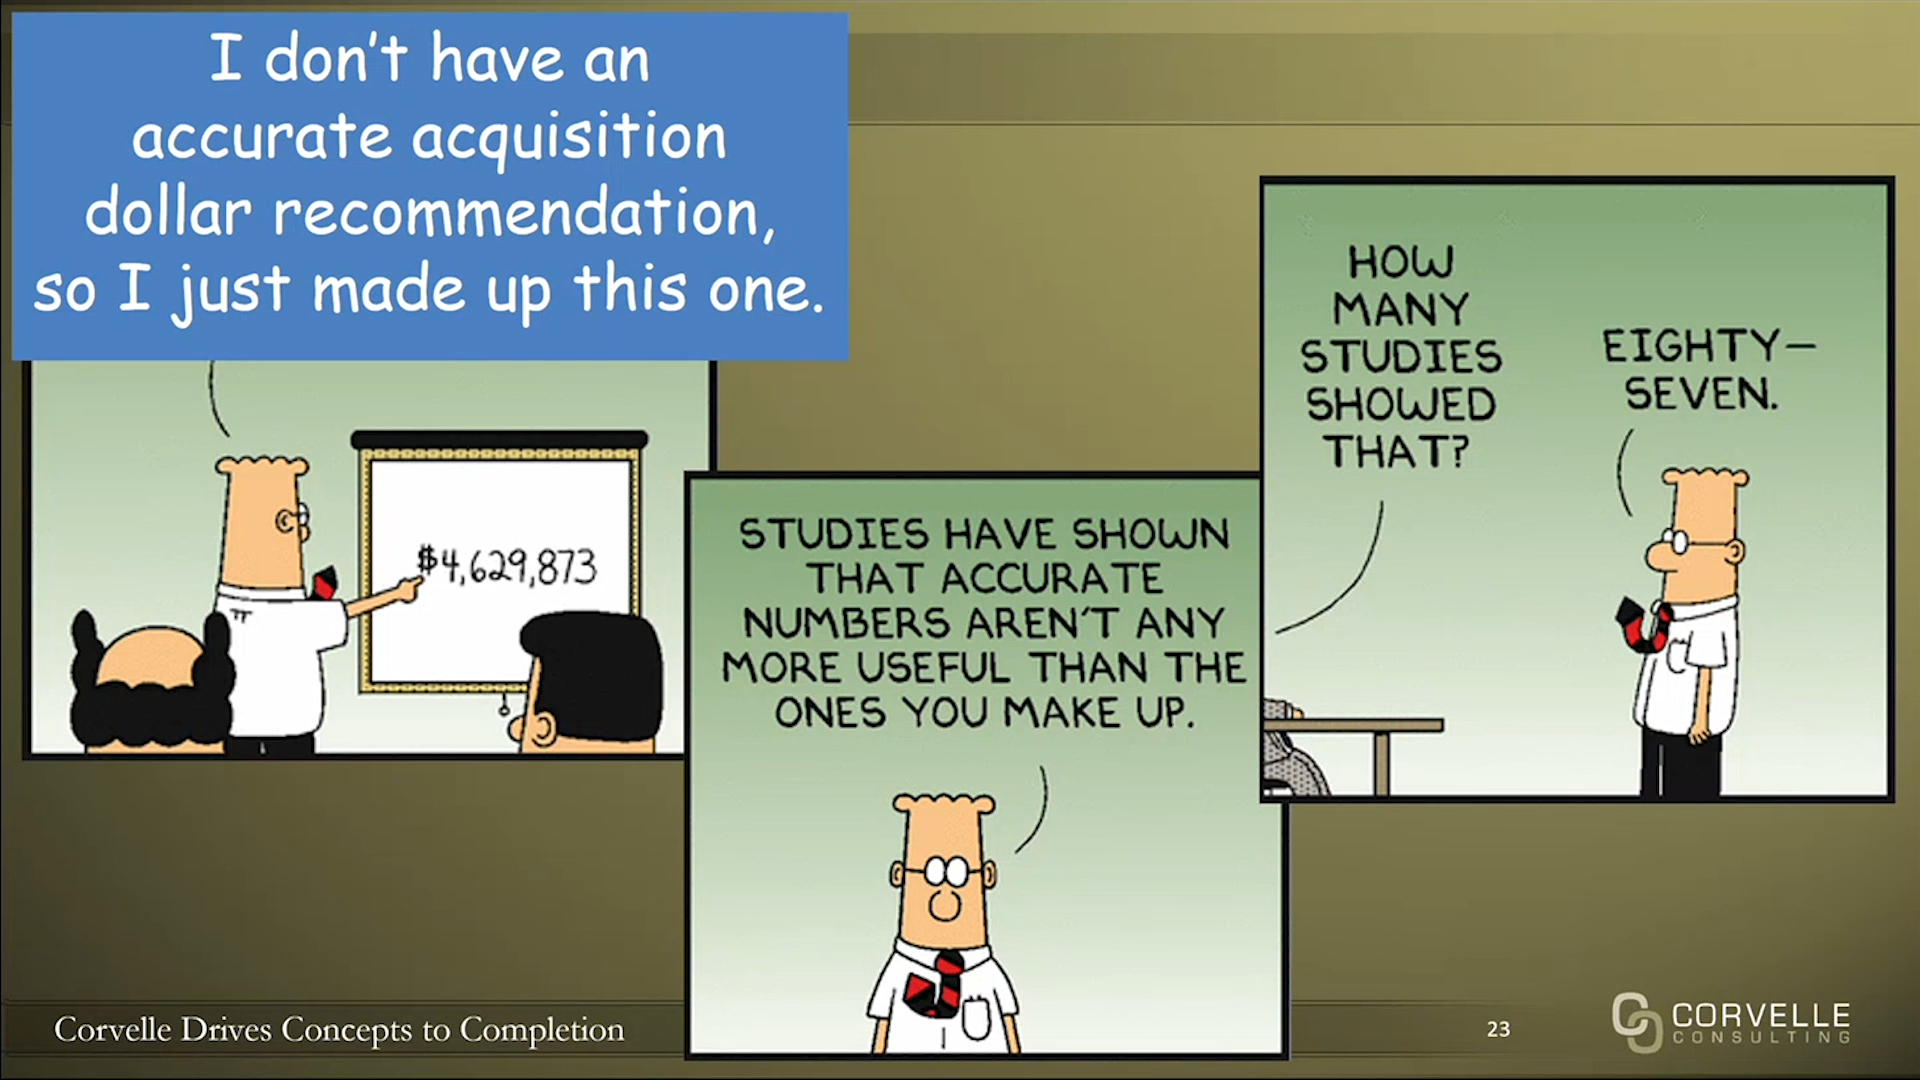 I don't have an
accurate acquisition
dollar recommendation,
so I just made up this one.
$4,629,873
STUDIES HAVE SHOWN
THAT ACCURATE
NUMBERS AREN'T ANY
MORE USEFUL THAN THE
ONES YOU MAKE UP.
HOW
MANY
STUDIES
SHOWED
THAT?
EIGHTY-
SEVEN.
Corvelle Drives Concepts to Completion
23
CORVELLE
CONSULTING